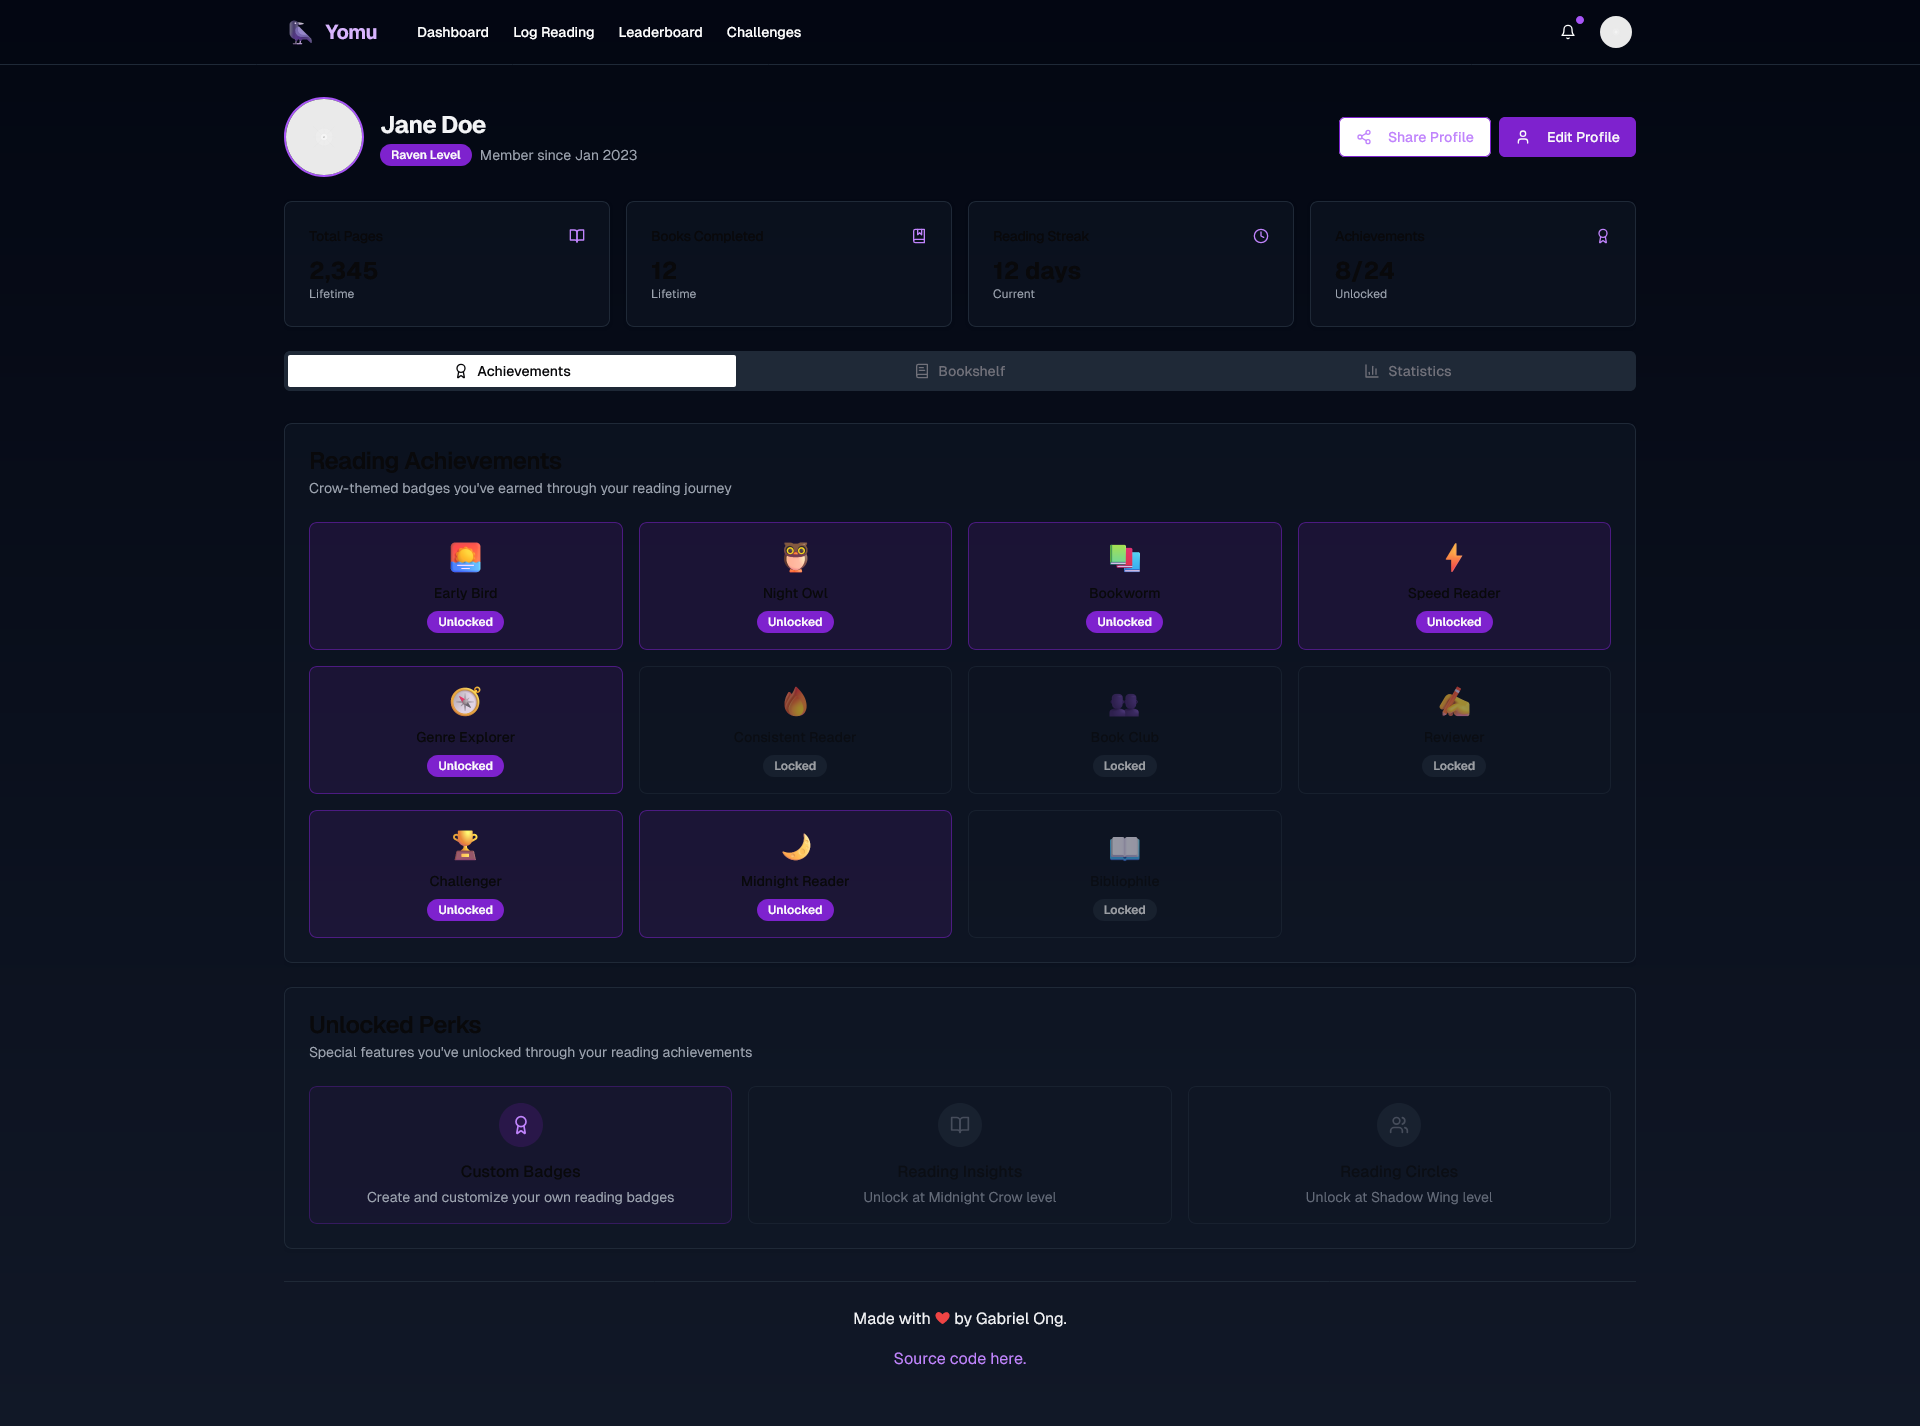 Yomu
Dashboard
Log Reading
Leaderboard
Challenges
Jane Doe
Raven Level
Member since Jan 2023
Share Profile
Edit Profile
Total Pages
2,345
Lifetime
Books Completed
12
Lifetime
Reading Streak
12 days
Current
Achievements
8/24
Unlocked
Achievements
Bookshelf
Statistics
Reading Achievements
Crow-themed badges you've earned through your reading journey
Early Bird
Unlocked
Night Owl
Unlocked
Bookworm
Unlocked
Speed Reader
Unlocked
Genre Explorer
Unlocked
Consistent Reader
Locked
Book Club
Locked
Reviewer
Locked
Challenger
Unlocked
Midnight Reader
Unlocked
Bibliophile
Locked
Unlocked Perks
Special features you've unlocked through your reading achievements
Custom Badges
Create and customize your own reading badges
Reading Insights
Unlock at Midnight Crow level
Reading Circles
Unlock at Shadow Wing level
Made with ❤️ by Gabriel Ong.
Source code here.